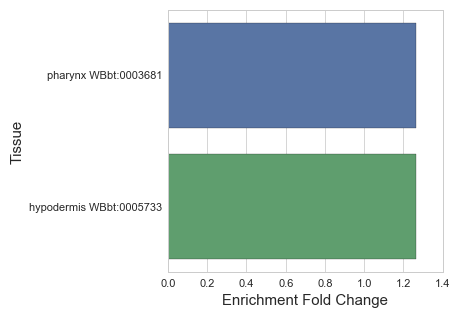 pharynx WBbt:0003681
hypodermis WBbt:0005733
Tissue
0.0 0.2 0.4 0.6 0.8 1.0 1.2 1.4
Enrichment Fold Change